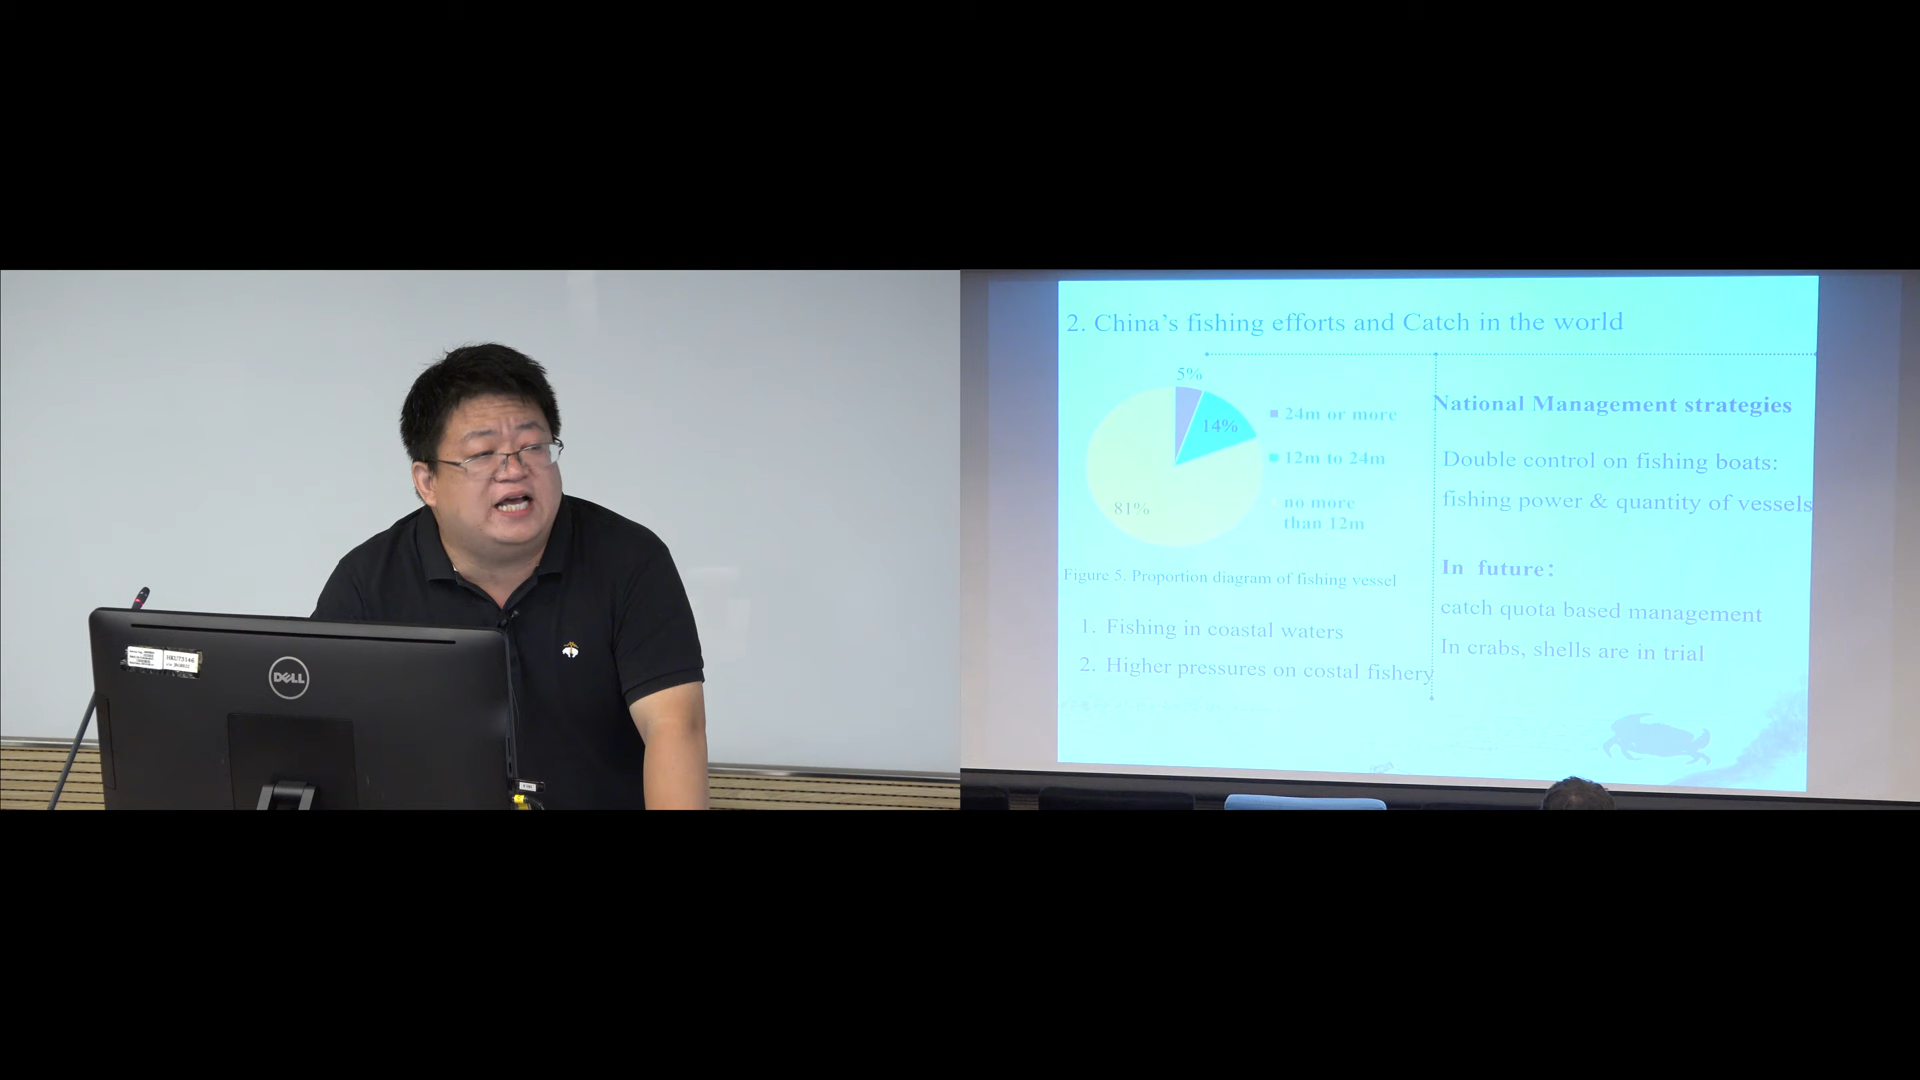 DELL
HKU75146
2. China's fishing efforts and Catch in the world
5%
14%
81%
24m or more
12m to 24m
no more
than 12m
Figure 5. Proportion diagram of fishing vessel
1. Fishing in coastal waters
2. Higher pressures on costal fishery
National Management strategies
Double control on fishing boats:
fishing power & quantity of vessels
In future:
catch quota based management
In crabs, shells are in trial